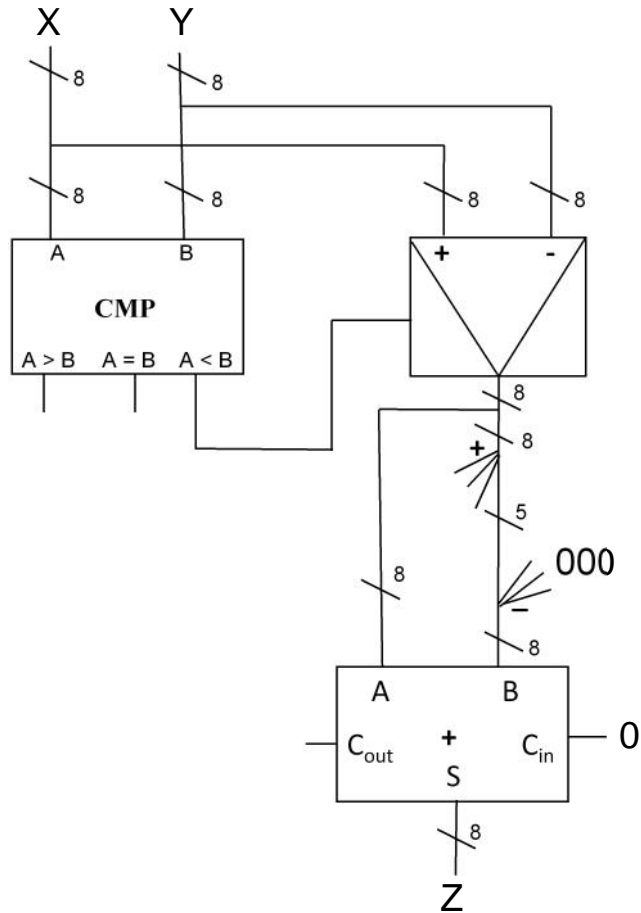 X Y
8 8
8 8 8 8
A B + -
CMP
A > B A = B A < B
8
8
+
5
000
8
−
8
A B
Cout + Cin 0
S
8
Z